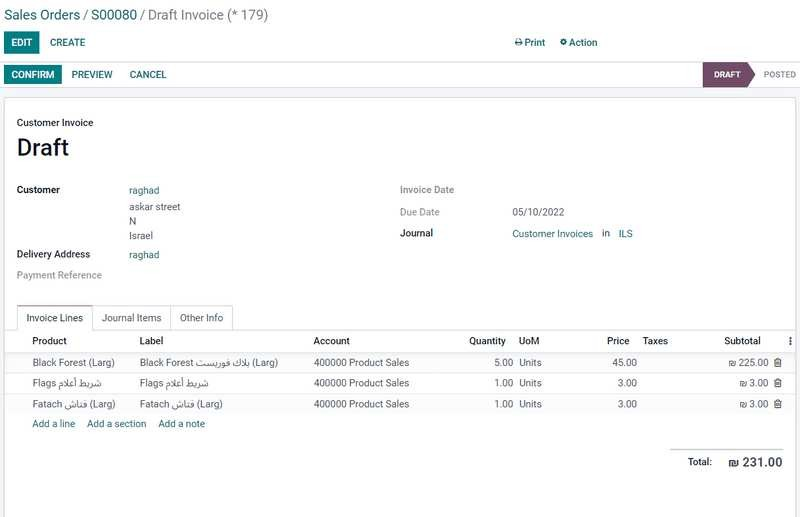 Sales Orders / S00080 / Draft Invoice (* 179)
EDIT CREATE Print Action
CONFIRM PREVIEW CANCEL DRAFT POSTED
Customer Invoice
Draft
Customer raghad Invoice Date
askar street
Due Date 05/10/2022
N
Journal Customer Invoices in ILS
Israel
Delivery Address raghad
Payment Reference
Invoice Lines Journal Items Other Info
Product Label Account Quantity UoM Price Taxes Subtotal
Black Forest (Larg) Black Forest بلاك فوريست (Larg) 400000 Product Sales 5.00 Units 45.00 ₪ 225.00
Flags شريط أعلام Flags شريط أعلام 400000 Product Sales 1.00 Units 3.00 ₪ 3.00
Fatach فتاش (Larg) Fatach فتاش (Larg) 400000 Product Sales 1.00 Units 3.00 ₪ 3.00
Add a line Add a section Add a note
Total: ₪ 231.00